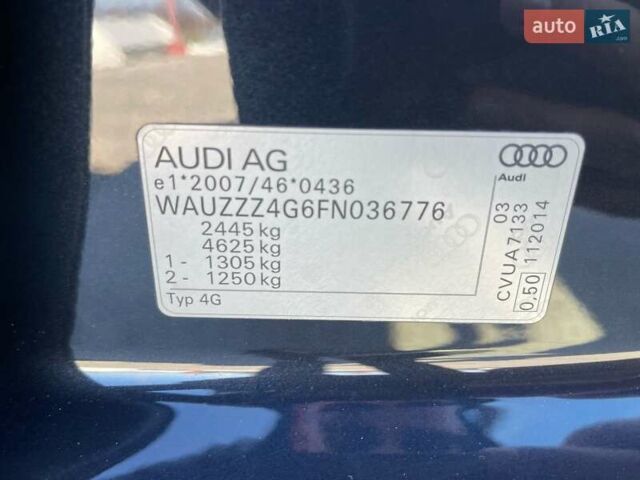 auto RIA .com
AUDI AG
Audi
e1*2007/46*0436
WAUZZZ4G6FN036776
2445 kg
4625 kg
1- 1305 kg
2- 1250 kg
Typ 4G
03
CVUA7133
0,50 112014